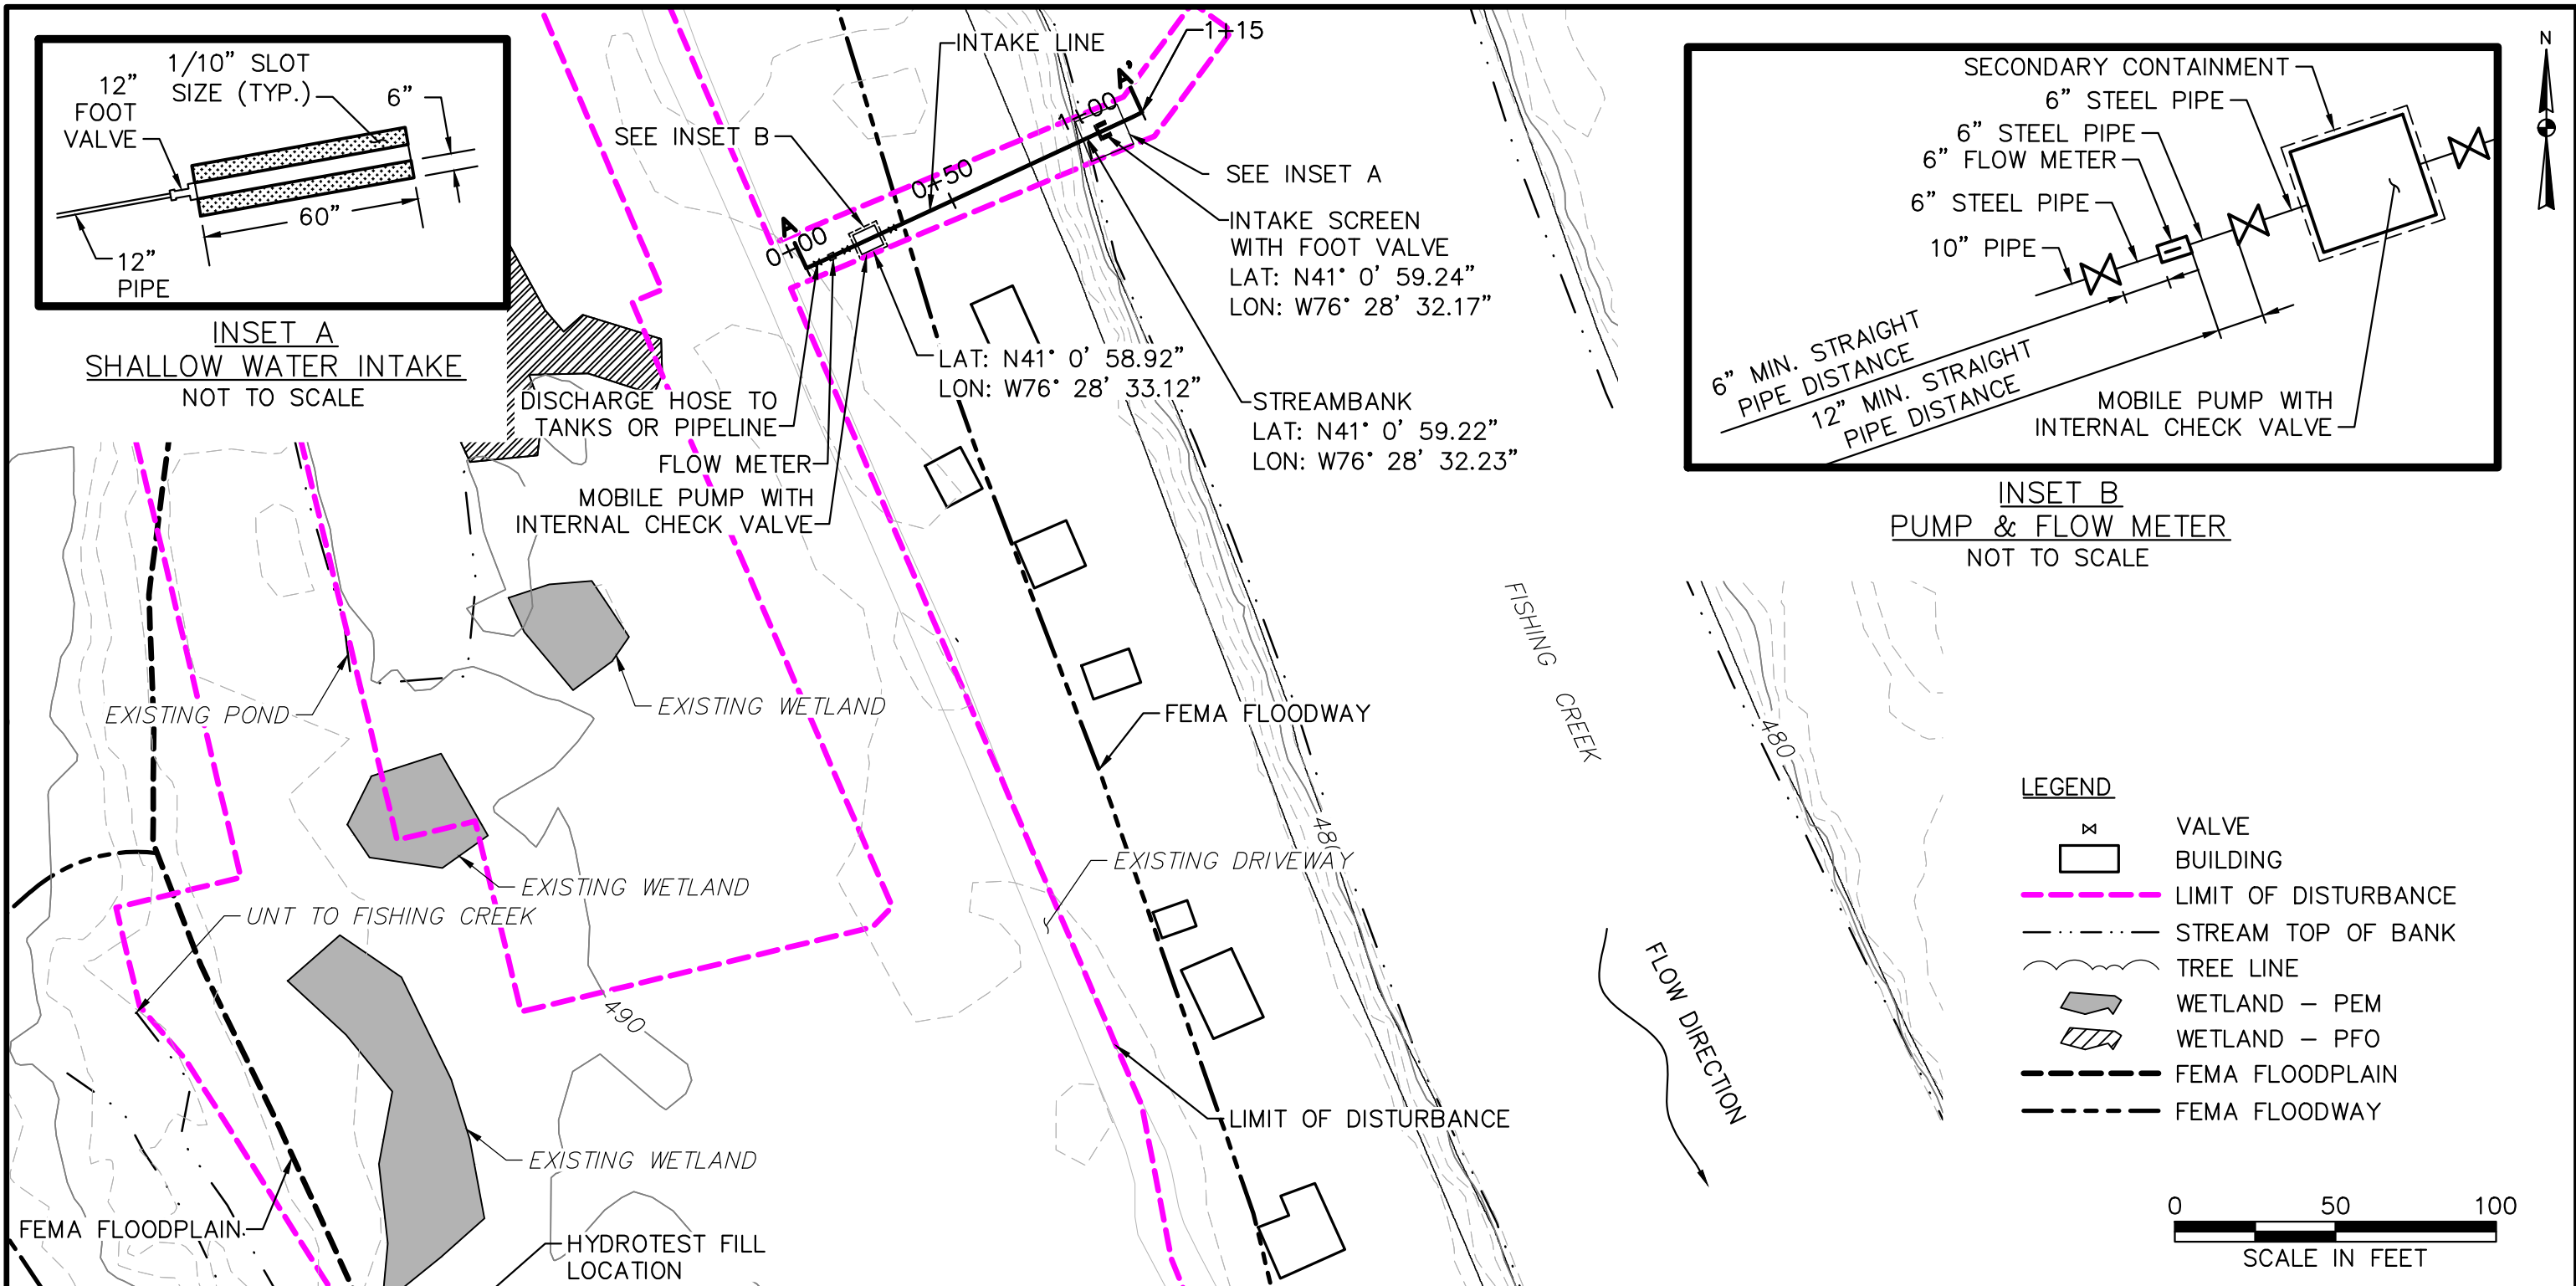 1/10” SLOT
SIZE (TYP.)
12”
FOOT
VALVE
6”
60”
12”
PIPE
INSET A
SHALLOW WATER INTAKE
NOT TO SCALE
INTAKE LINE
1+15
A'
1+00
SEE INSET B
0+50
A
0+00
SEE INSET A
INTAKE SCREEN
WITH FOOT VALVE
LAT: N41° 0’ 59.24”
LON: W76° 28’ 32.17”
LAT: N41° 0’ 58.92”
LON: W76° 28’ 33.12”
STREAMBANK
LAT: N41° 0’ 59.22”
LON: W76° 28’ 32.23”
DISCHARGE HOSE TO
TANKS OR PIPELINE
FLOW METER
MOBILE PUMP WITH
INTERNAL CHECK VALVE
SECONDARY CONTAINMENT
6” STEEL PIPE
6” STEEL PIPE
6” FLOW METER
6” STEEL PIPE
10” PIPE
6” MIN. STRAIGHT
PIPE DISTANCE
12” MIN. STRAIGHT
PIPE DISTANCE
MOBILE PUMP WITH
INTERNAL CHECK VALVE
INSET B
PUMP & FLOW METER
NOT TO SCALE
N
EXISTING POND
EXISTING WETLAND
FEMA FLOODWAY
FISHING CREEK
480
480
EXISTING DRIVEWAY
EXISTING WETLAND
UNT TO FISHING CREEK
490
FLOW DIRECTION
LIMIT OF DISTURBANCE
EXISTING WETLAND
FEMA FLOODPLAIN
HYDROTEST FILL
LOCATION
LEGEND
VALVE
BUILDING
LIMIT OF DISTURBANCE
STREAM TOP OF BANK
TREE LINE
WETLAND – PEM
WETLAND – PFO
FEMA FLOODPLAIN
FEMA FLOODWAY
0 50 100
SCALE IN FEET